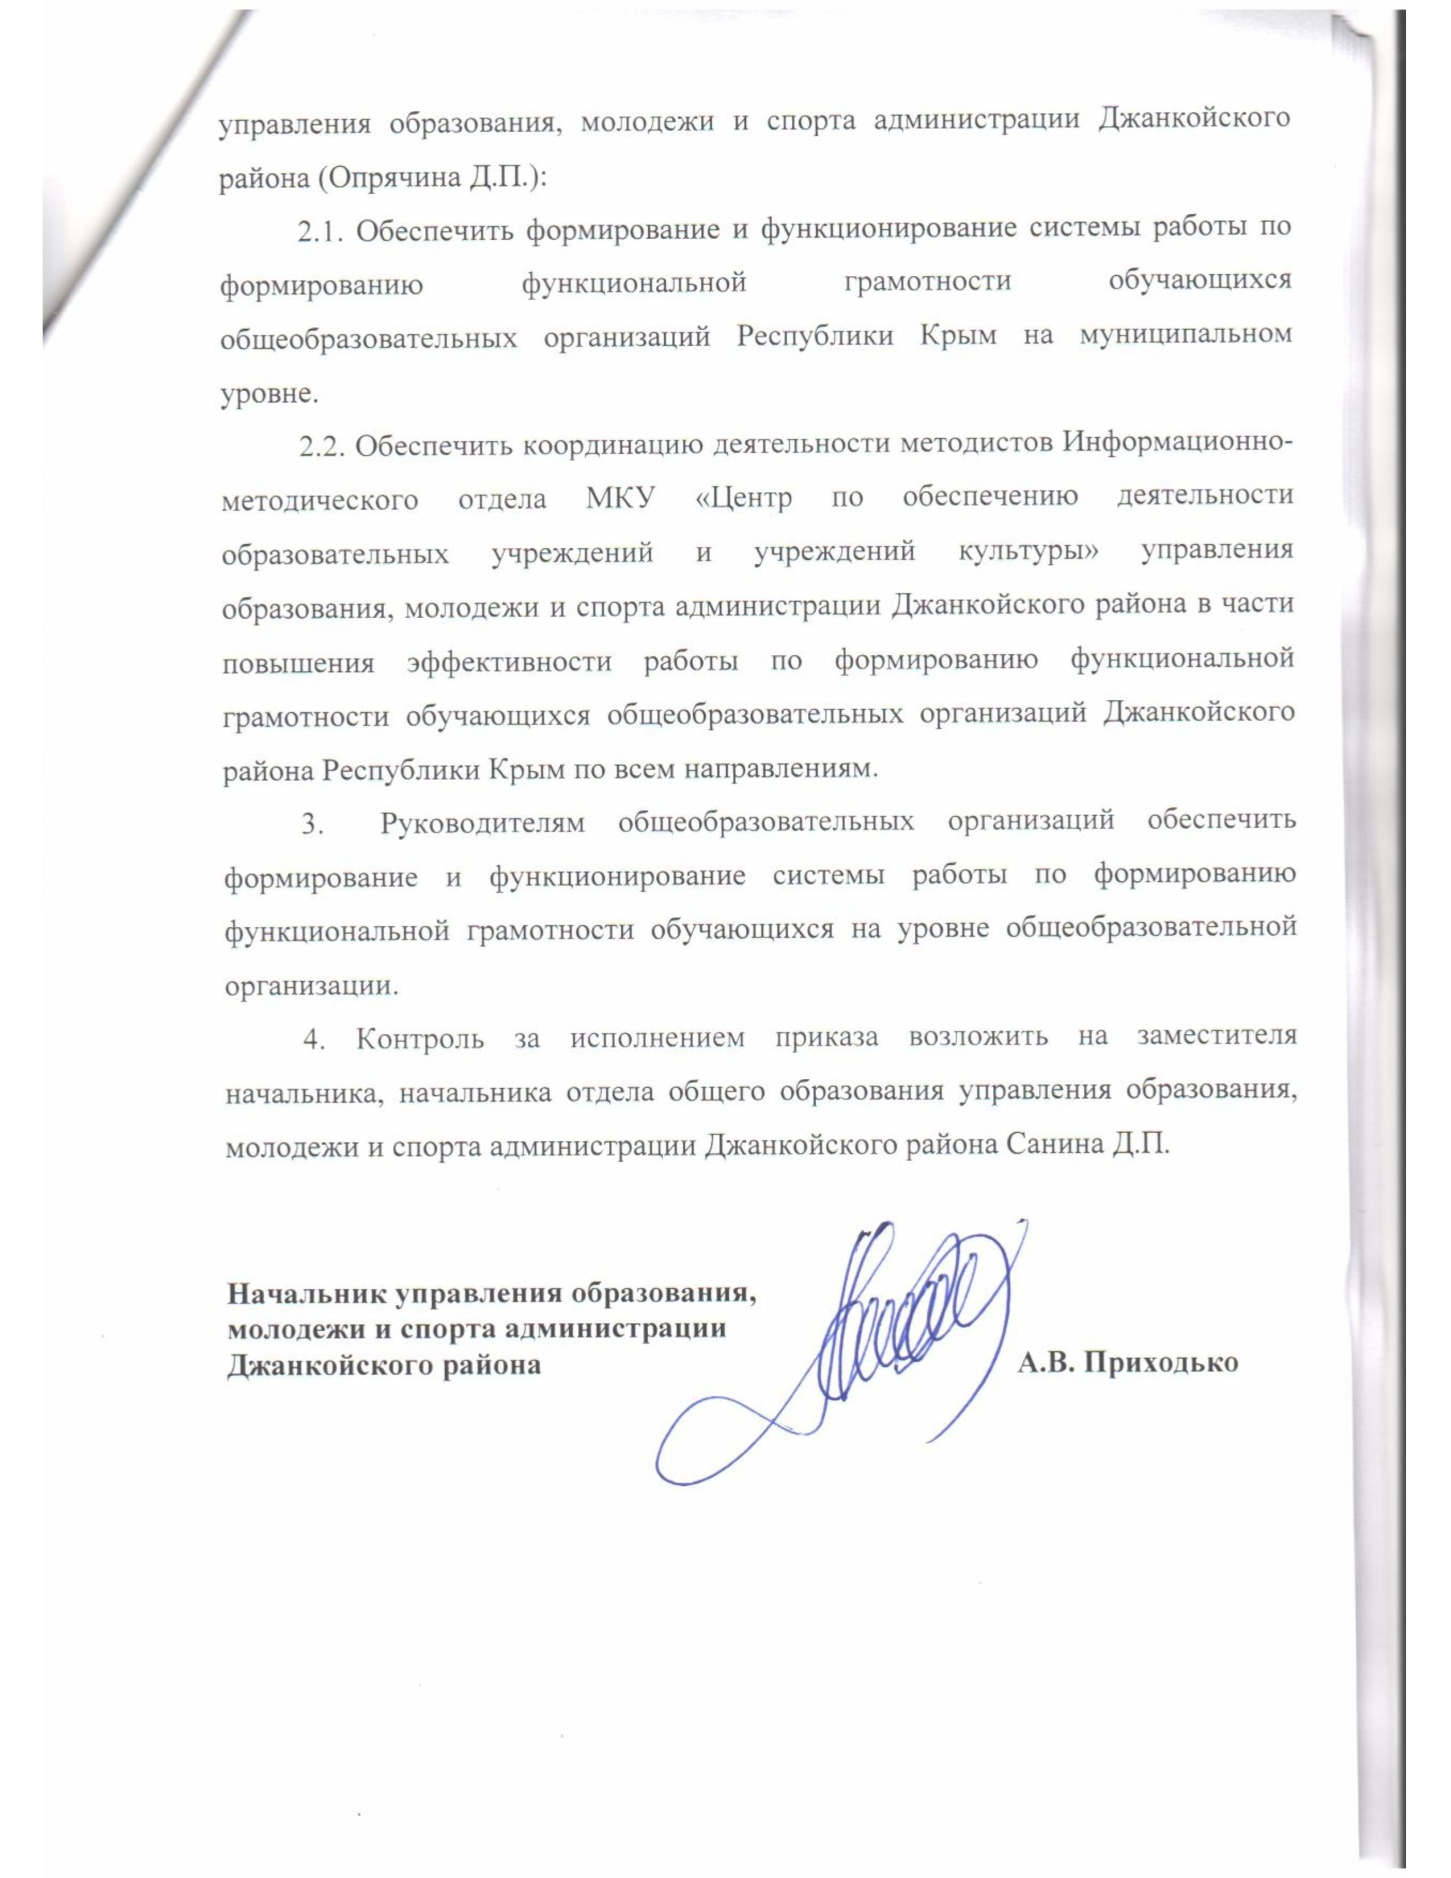 управления образования, молодежи и спорта администрации Джанкойского
района (Опрячина Д.П.):
2.1. Обеспечить формирование и функционирование системы работы по
формированию функциональной грамотности обучающихся
общеобразовательных организаций Республики Крым на муниципальном
уровне.
2.2. Обеспечить координацию деятельности методистов Информационно-
методического отдела МКУ «Центр по обеспечению деятельности
образовательных учреждений и учреждений культуры» управления
образования, молодежи и спорта администрации Джанкойского района в части
повышения эффективности работы по формированию функциональной
грамотности обучающихся общеобразовательных организаций Джанкойского
района Республики Крым по всем направлениям.
3. Руководителям общеобразовательных организаций обеспечить
формирование и функционирование системы работы по формированию
функциональной грамотности обучающихся на уровне общеобразовательной
организации.
4. Контроль за исполнением приказа возложить на заместителя
начальника, начальника отдела общего образования управления образования,
молодежи и спорта администрации Джанкойского района Санина Д.П.
Начальник управления образования,
молодежи и спорта администрации
Джанкойского района А.В. Приходько